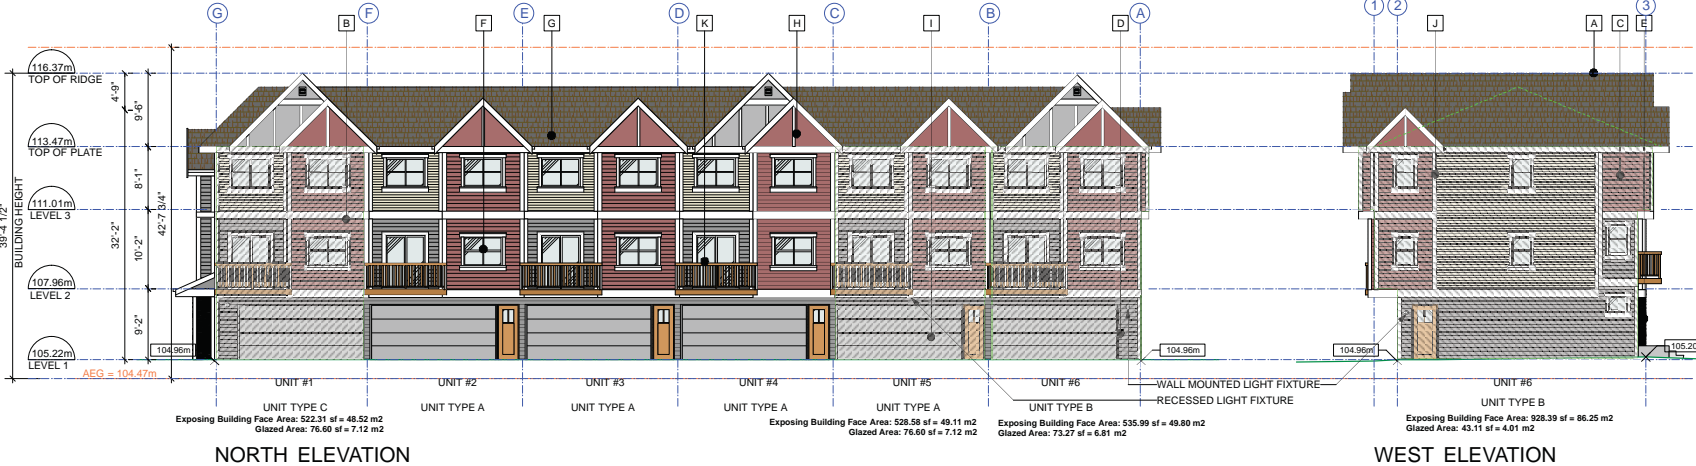 G B F F E G D K H C I B D A 1 2 J A C E 3
116.37m
TOP OF RIDGE
4'-9"
9'-6"
113.47m
TOP OF PLATE
8'-1"
111.01m
LEVEL 3
39'-4 1/2"
BUILDING HEIGHT
32'-2"
42'-7 3/4"
10'-2"
107.96m
LEVEL 2
9'-2"
104.96m
104.96m
104.96m
105.20
105.22m
LEVEL 1
AEG = 104.47m
UNIT #1 UNIT #2 UNIT #3 UNIT #4 UNIT #5 UNIT #6 UNIT #6
WALL MOUNTED LIGHT FIXTURE
RECESSED LIGHT FIXTURE
UNIT TYPE C UNIT TYPE A UNIT TYPE A UNIT TYPE A UNIT TYPE A UNIT TYPE B UNIT TYPE B
Exposing Building Face Area: 522.31 sf = 48.52 m2
Glazed Area: 76.60 sf = 7.12 m2
Exposing Building Face Area: 528.58 sf = 49.11 m2
Glazed Area: 76.60 sf = 7.12 m2
Exposing Building Face Area: 535.99 sf = 49.80 m2
Glazed Area: 73.27 sf = 6.81 m2
Exposing Building Face Area: 928.39 sf = 86.25 m2
Glazed Area: 43.11 sf = 4.01 m2
NORTH ELEVATION
WEST ELEVATION